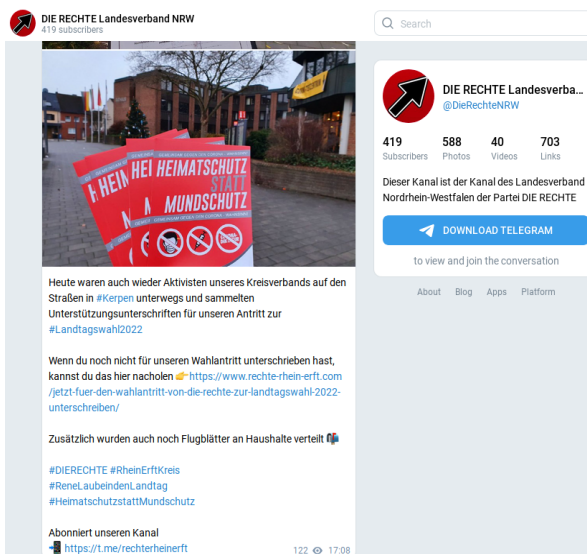 DIE RECHTE Landesverband NRW
419 subscribers
Search
HEIMATSCHUTZ
STATT
MUNDSCHUTZ
Heute waren auch wieder Aktivisten unseres Kreisverbands auf den
Straßen in #Kerpen unterwegs und sammelten
Unterstützungsunterschriften für unseren Antritt zur
#Landtagswahl2022
Wenn du noch nicht für unseren Wahlantritt unterschrieben hast,
kannst du das hier nachholen 👉 https://www.rechte-rhein-erft.com
/jetzt-fuer-den-wahlantritt-von-die-rechte-zur-landtagswahl-2022-
unterschreiben/
Zusätzlich wurden auch noch Flugblätter an Haushalte verteilt 📬
#DIERECHTE #RheinErftKreis
#ReneLaubeindenLandtag
#HeimatschutzstattMundschutz
Abonniert unseren Kanal
📲 https://t.me/rechterheinerft
122
17:08
DIE RECHTE Landesverba...
@DieRechteNRW
419 588 40 703
Subscribers Photos Videos Links
Dieser Kanal ist der Kanal des Landesverband
Nordrhein-Westfalen der Partei DIE RECHTE
DOWNLOAD TELEGRAM
to view and join the conversation
About Blog Apps Platform